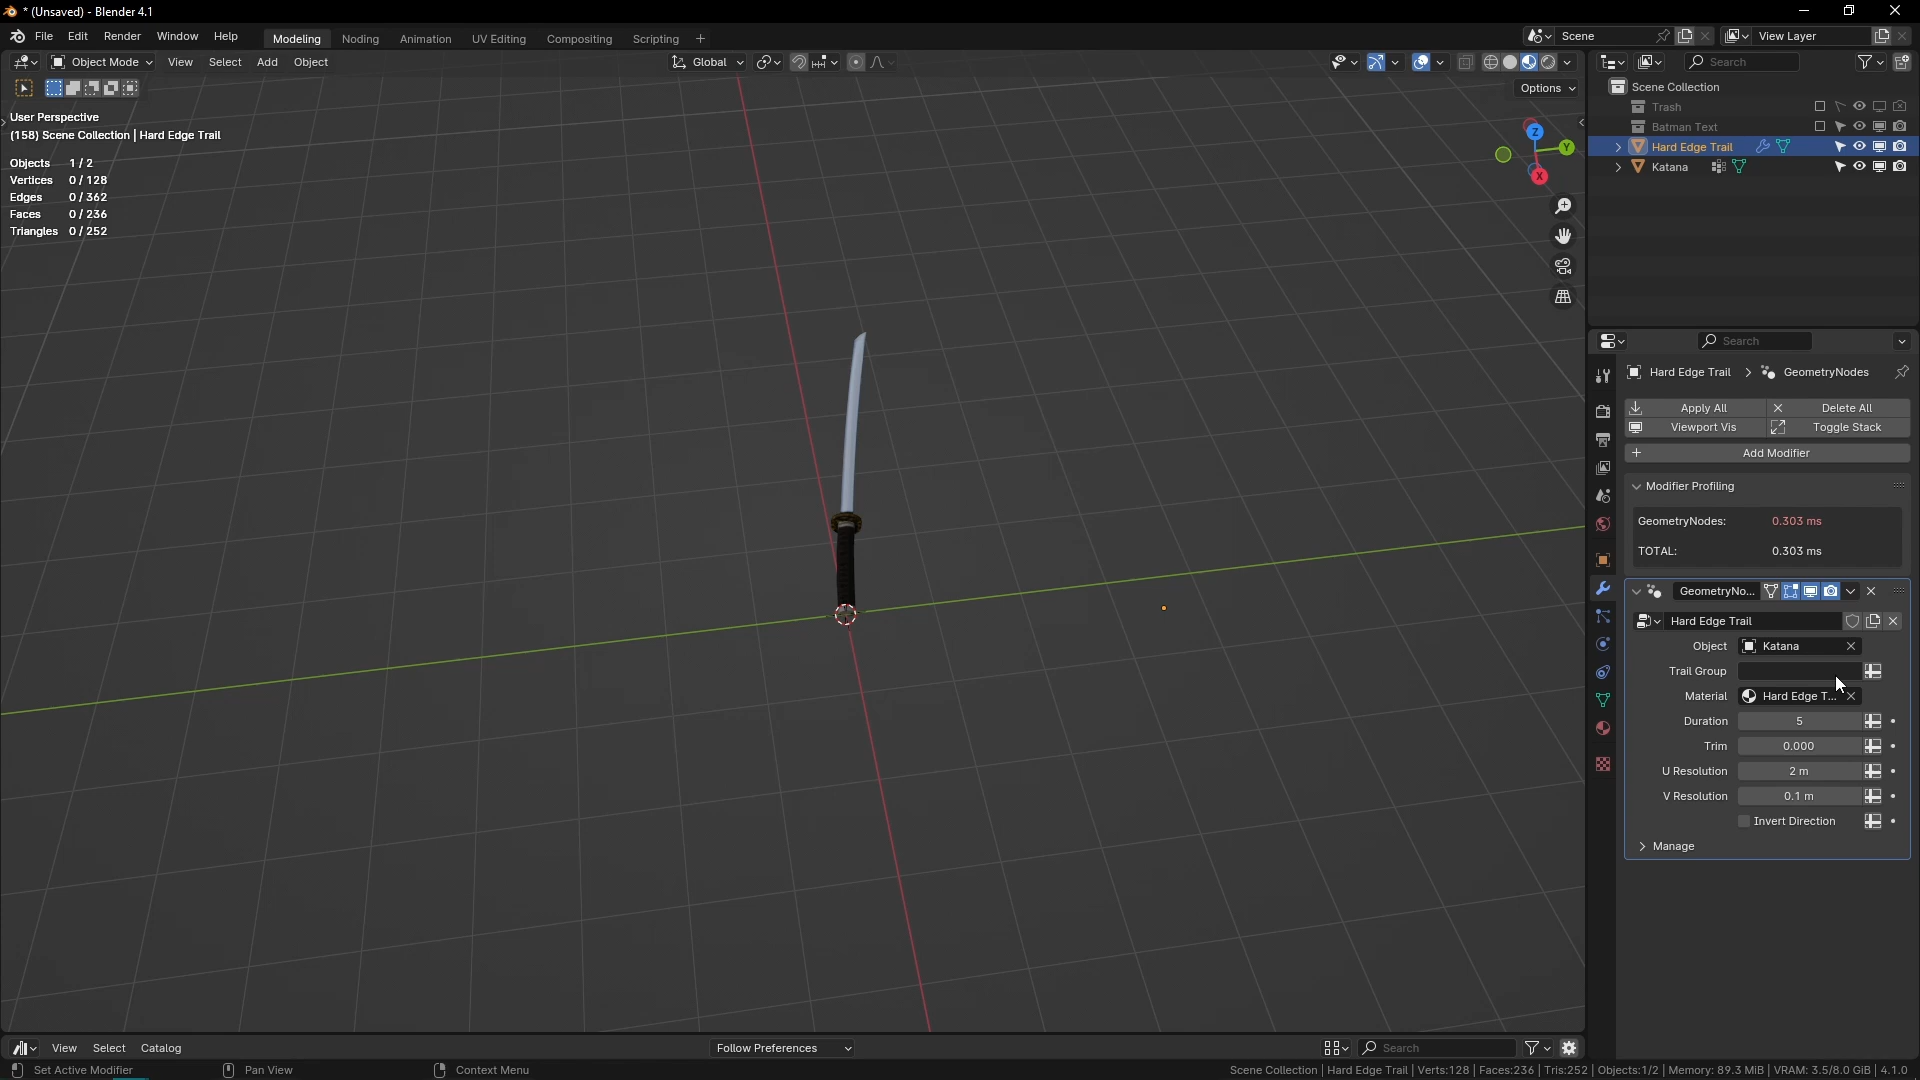 * (Unsaved) - Blender 4.1
File Edit Render Window Help
Modeling Noding Animation UV Editing Compositing Scripting +
Scene
View Layer
Object Mode View Select Add Object
Global
Search
Options
User Perspective
(158) Scene Collection | Hard Edge Trail
Objects 1/2
Vertices 0/128
Edges 0/362
Faces 0/236
Triangles 0/252
Z
Y
X
Scene Collection
Trash
Batman Text
Hard Edge Trail
Katana
Search
Hard Edge Trail > GeometryNodes
Apply All Delete All
Viewport Vis Toggle Stack
+ Add Modifier
Modifier Profiling
GeometryNodes: 0.303 ms
TOTAL: 0.303 ms
GeometryNo...
Hard Edge Trail
Object Katana
Trail Group
Material Hard Edge T...
Duration 5
Trim 0.000
U Resolution 2 m
V Resolution 0.1 m
Invert Direction
Manage
View Select Catalog
Follow Preferences
Search
Set Active Modifier Pan View Context Menu
Scene Collection | Hard Edge Trail | Verts:128 | Faces:236 | Tris:252 | Objects:1/2 | Memory: 89.3 MiB | VRAM: 3.5/8.0 GiB | 4.1.0